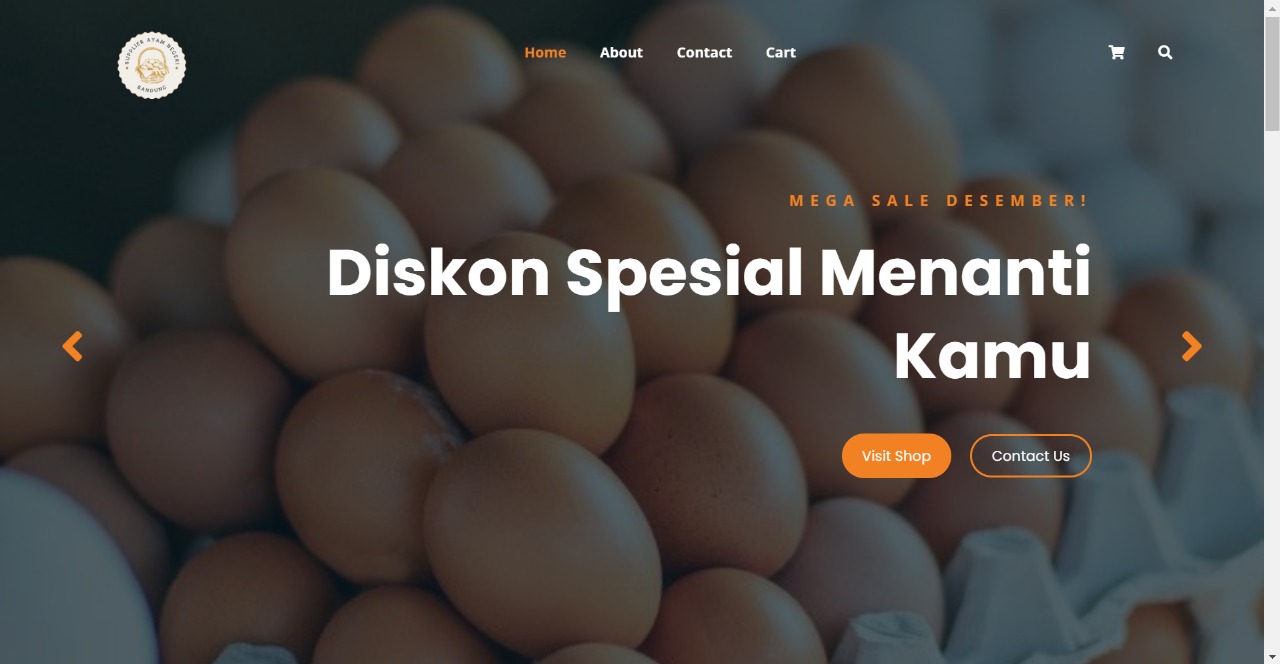 SUPPLIER AYAM NEGERI
BANDUNG
Home About Contact Cart
MEGA SALE DESEMBER!
Diskon Spesial Menanti
Kamu
Visit Shop Contact Us